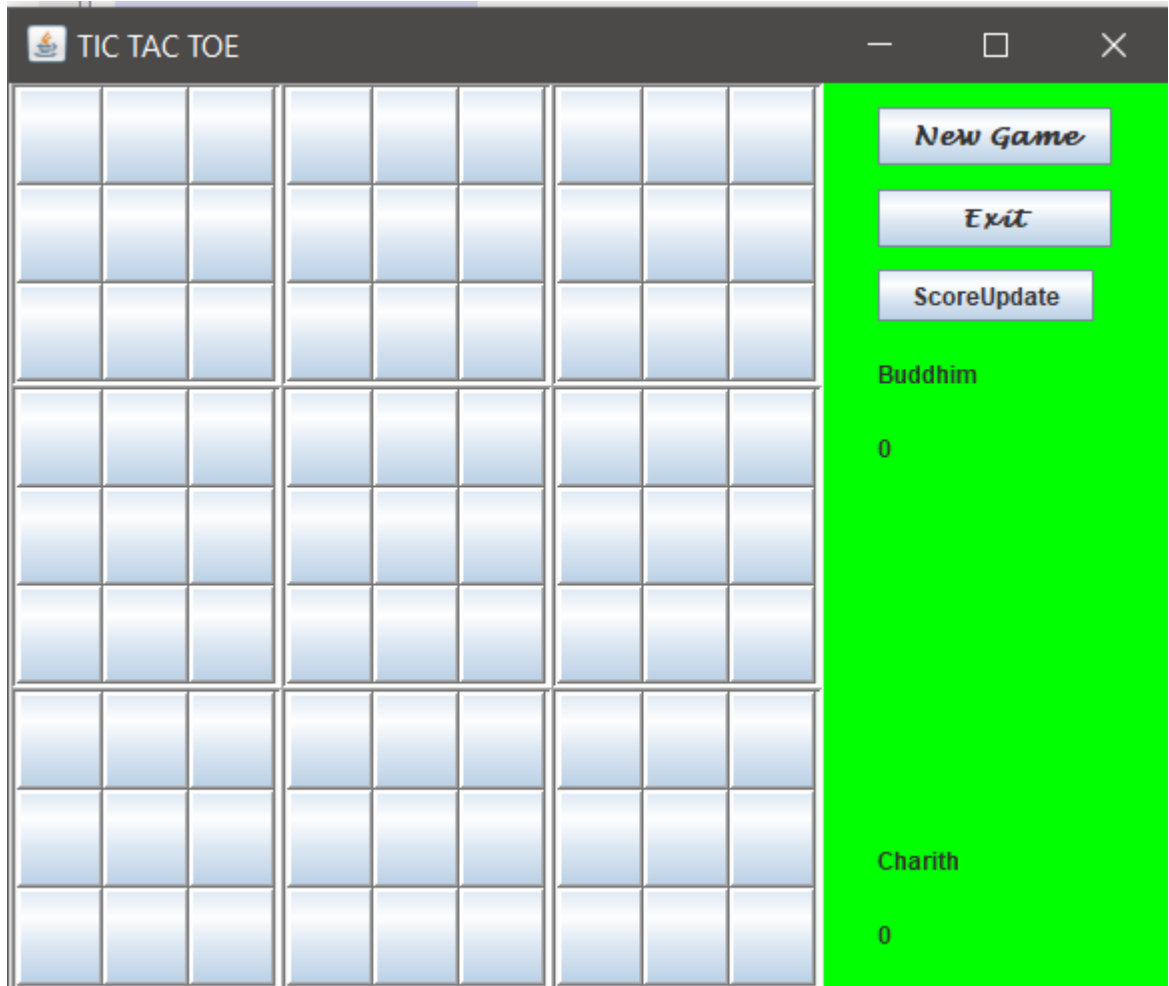 TIC TAC TOE
New Game
Exit
ScoreUpdate
Buddhim
0
Charith
0